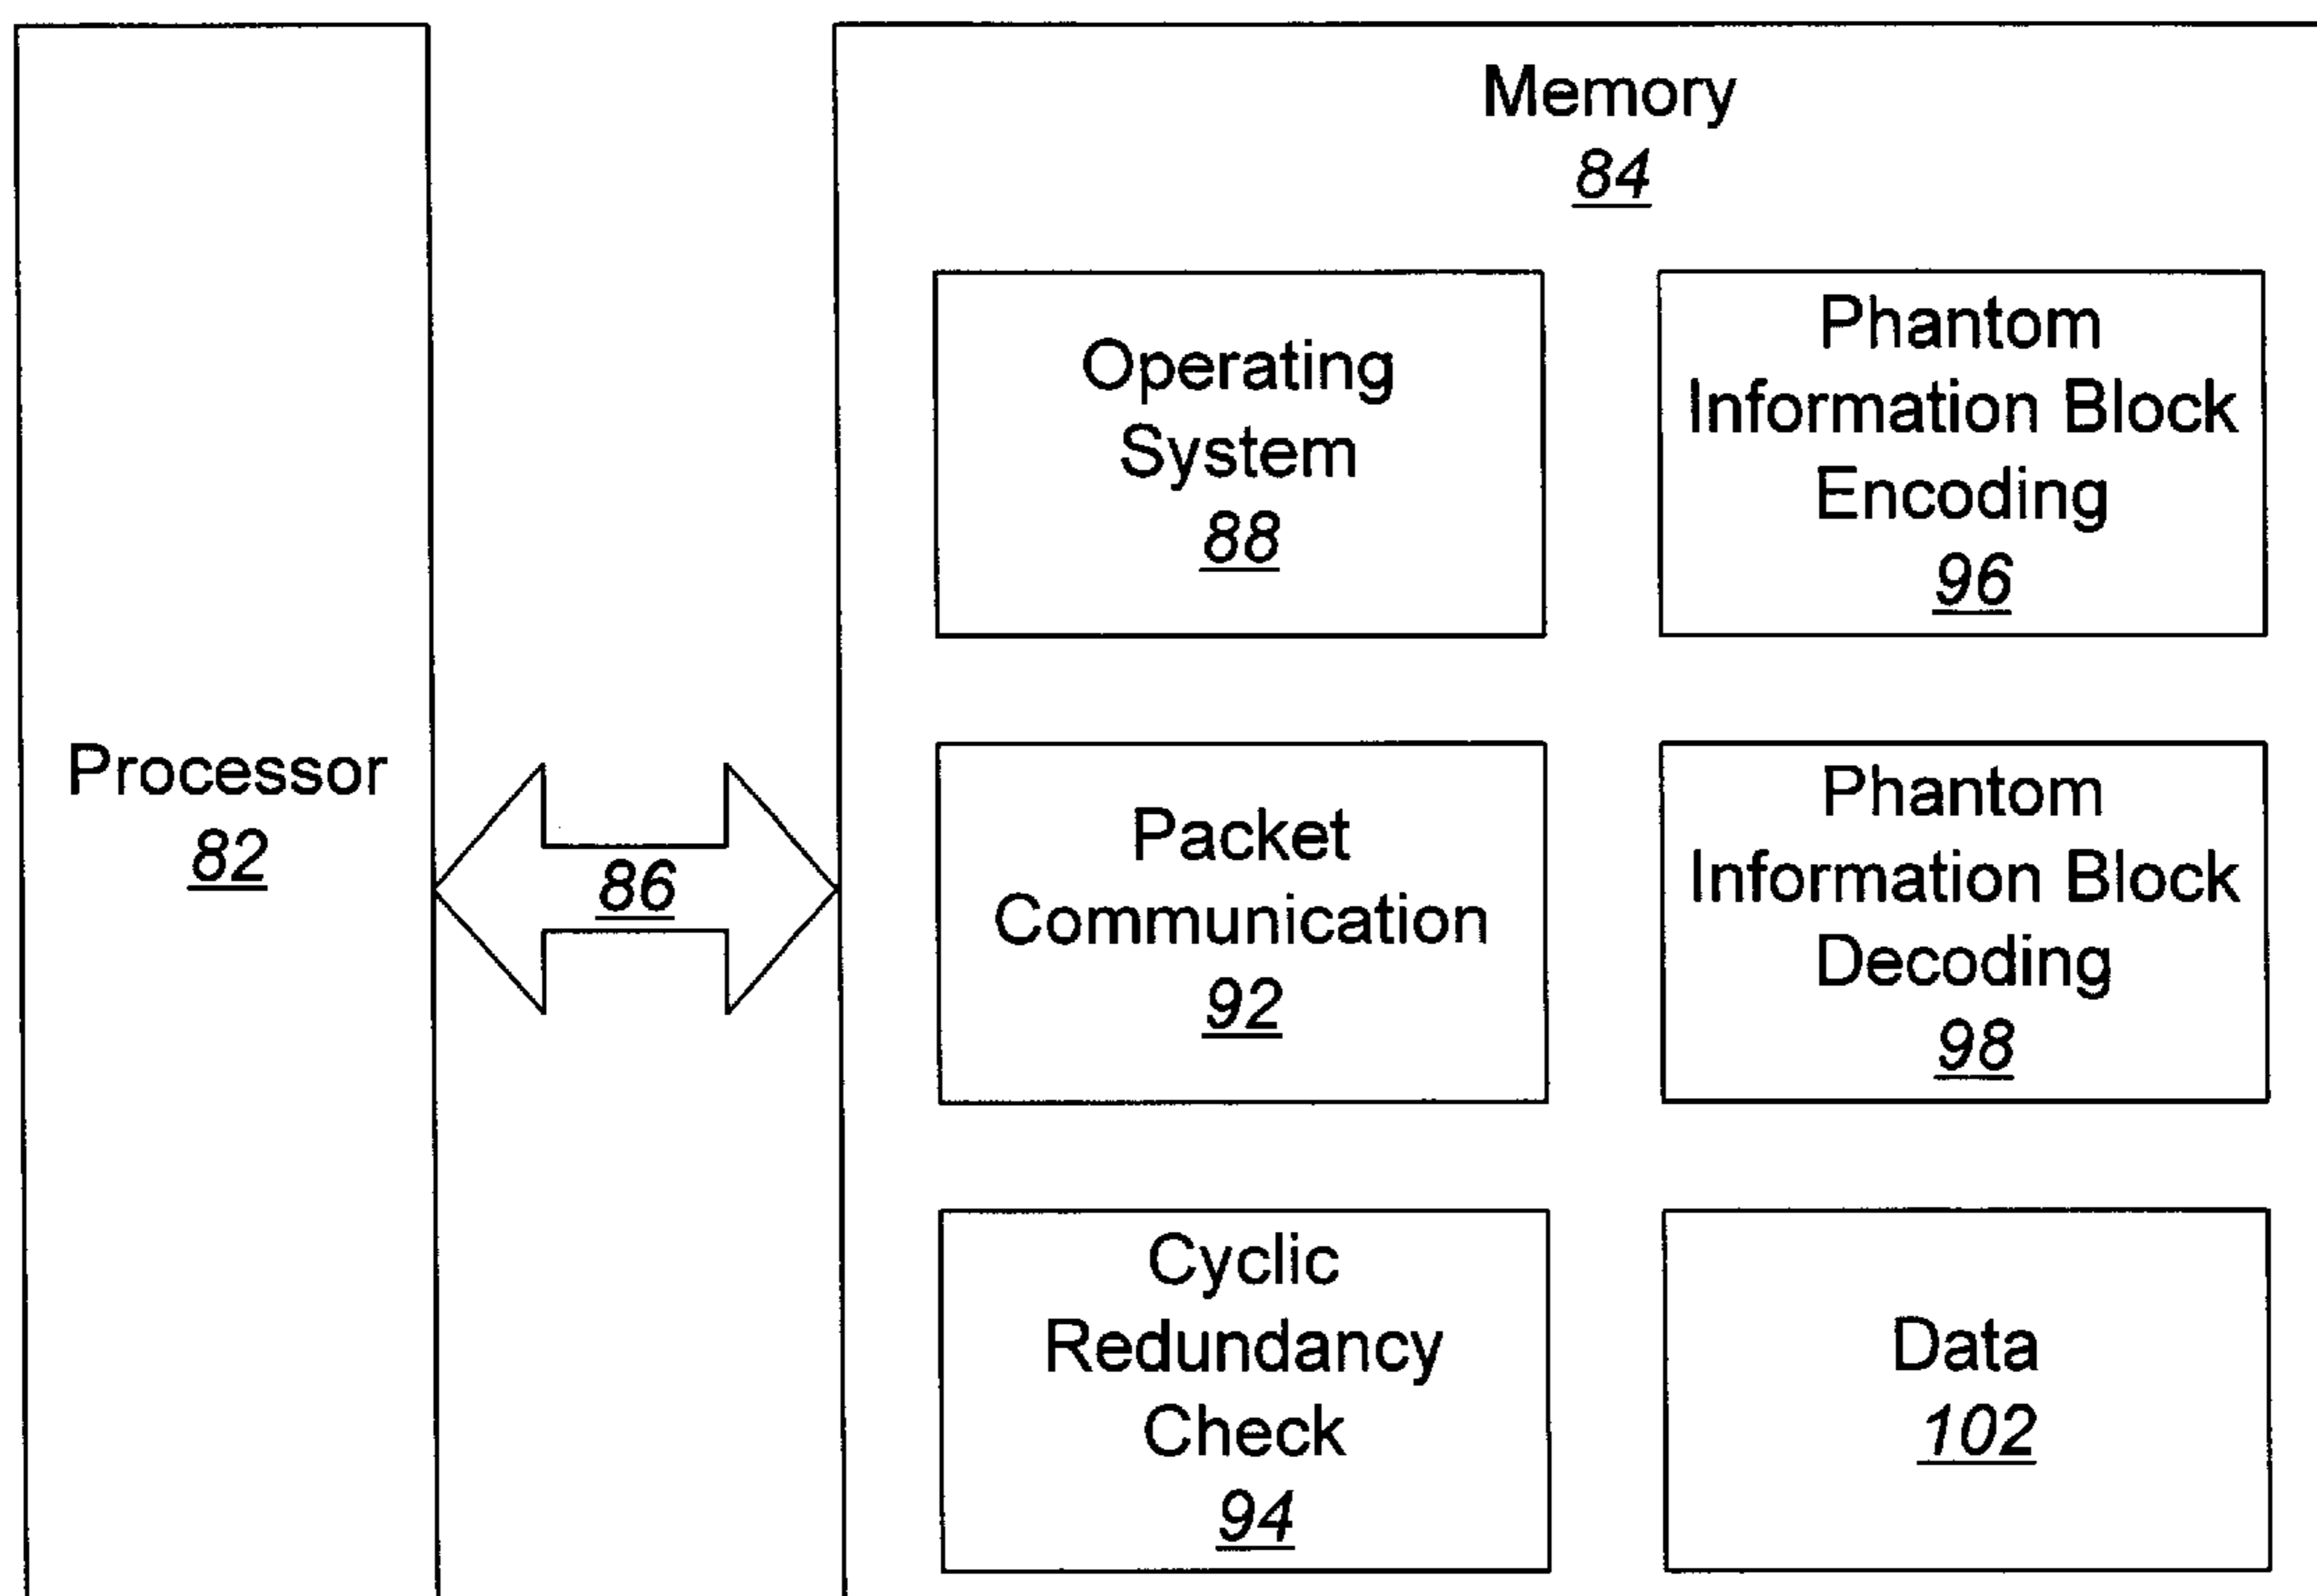 Processor
82
86
Memory
84
Operating
System
88
Phantom
Information Block
Encoding
96
Packet
Communication
92
Phantom
Information Block
Decoding
98
Cyclic
Redundancy
Check
94
Data
102